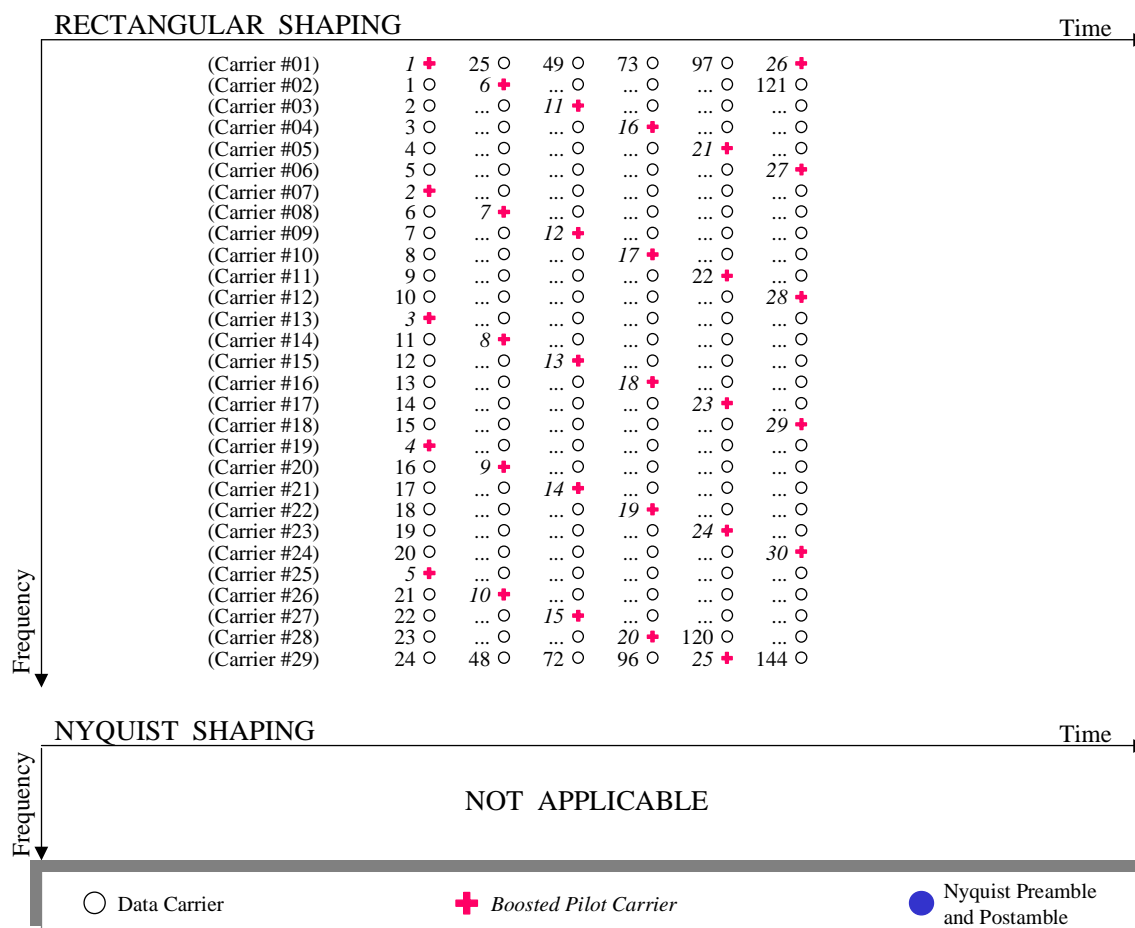 RECTANGULAR SHAPING Time
(Carrier #01) 1 25 49 73 97 26
(Carrier #02) 1 6 ... ... ... 121
(Carrier #03) 2 ... 11 ... ... ...
(Carrier #04) 3 ... ... 16 ... ...
(Carrier #05) 4 ... ... ... 21 ...
(Carrier #06) 5 ... ... ... ... 27
(Carrier #07) 2 ... ... ... ... ...
(Carrier #08) 6 7 ... ... ... ...
(Carrier #09) 7 ... 12 ... ... ...
(Carrier #10) 8 ... ... 17 ... ...
(Carrier #11) 9 ... ... ... 22 ...
(Carrier #12) 10 ... ... ... ... 28
(Carrier #13) 3 ... ... ... ... ...
(Carrier #14) 11 8 ... ... ... ...
(Carrier #15) 12 ... 13 ... ... ...
(Carrier #16) 13 ... ... 18 ... ...
(Carrier #17) 14 ... ... ... 23 ...
(Carrier #18) 15 ... ... ... ... 29
(Carrier #19) 4 ... ... ... ... ...
(Carrier #20) 16 9 ... ... ... ...
(Carrier #21) 17 ... 14 ... ... ...
(Carrier #22) 18 ... ... 19 ... ...
(Carrier #23) 19 ... ... ... 24 ...
(Carrier #24) 20 ... ... ... ... 30
(Carrier #25) 5 ... ... ... ... ...
(Carrier #26) 21 10 ... ... ... ...
(Carrier #27) 22 ... 15 ... ... ...
(Carrier #28) 23 ... ... 20 120 ...
(Carrier #29) 24 48 72 96 25 144
Frequency
NYQUIST SHAPING Time
Frequency
NOT APPLICABLE
Data Carrier
Boosted Pilot Carrier
Nyquist Preamble
and Postamble